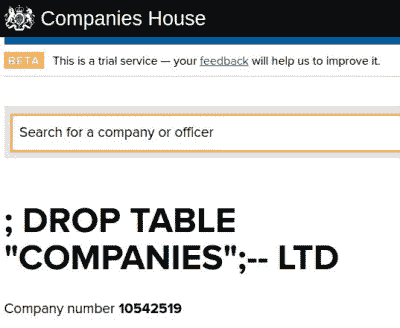 Companies House
BETA This is a trial service — your feedback will help us to improve it.
Search for a company or officer
; DROP TABLE
"COMPANIES";-- LTD
Company number 10542519